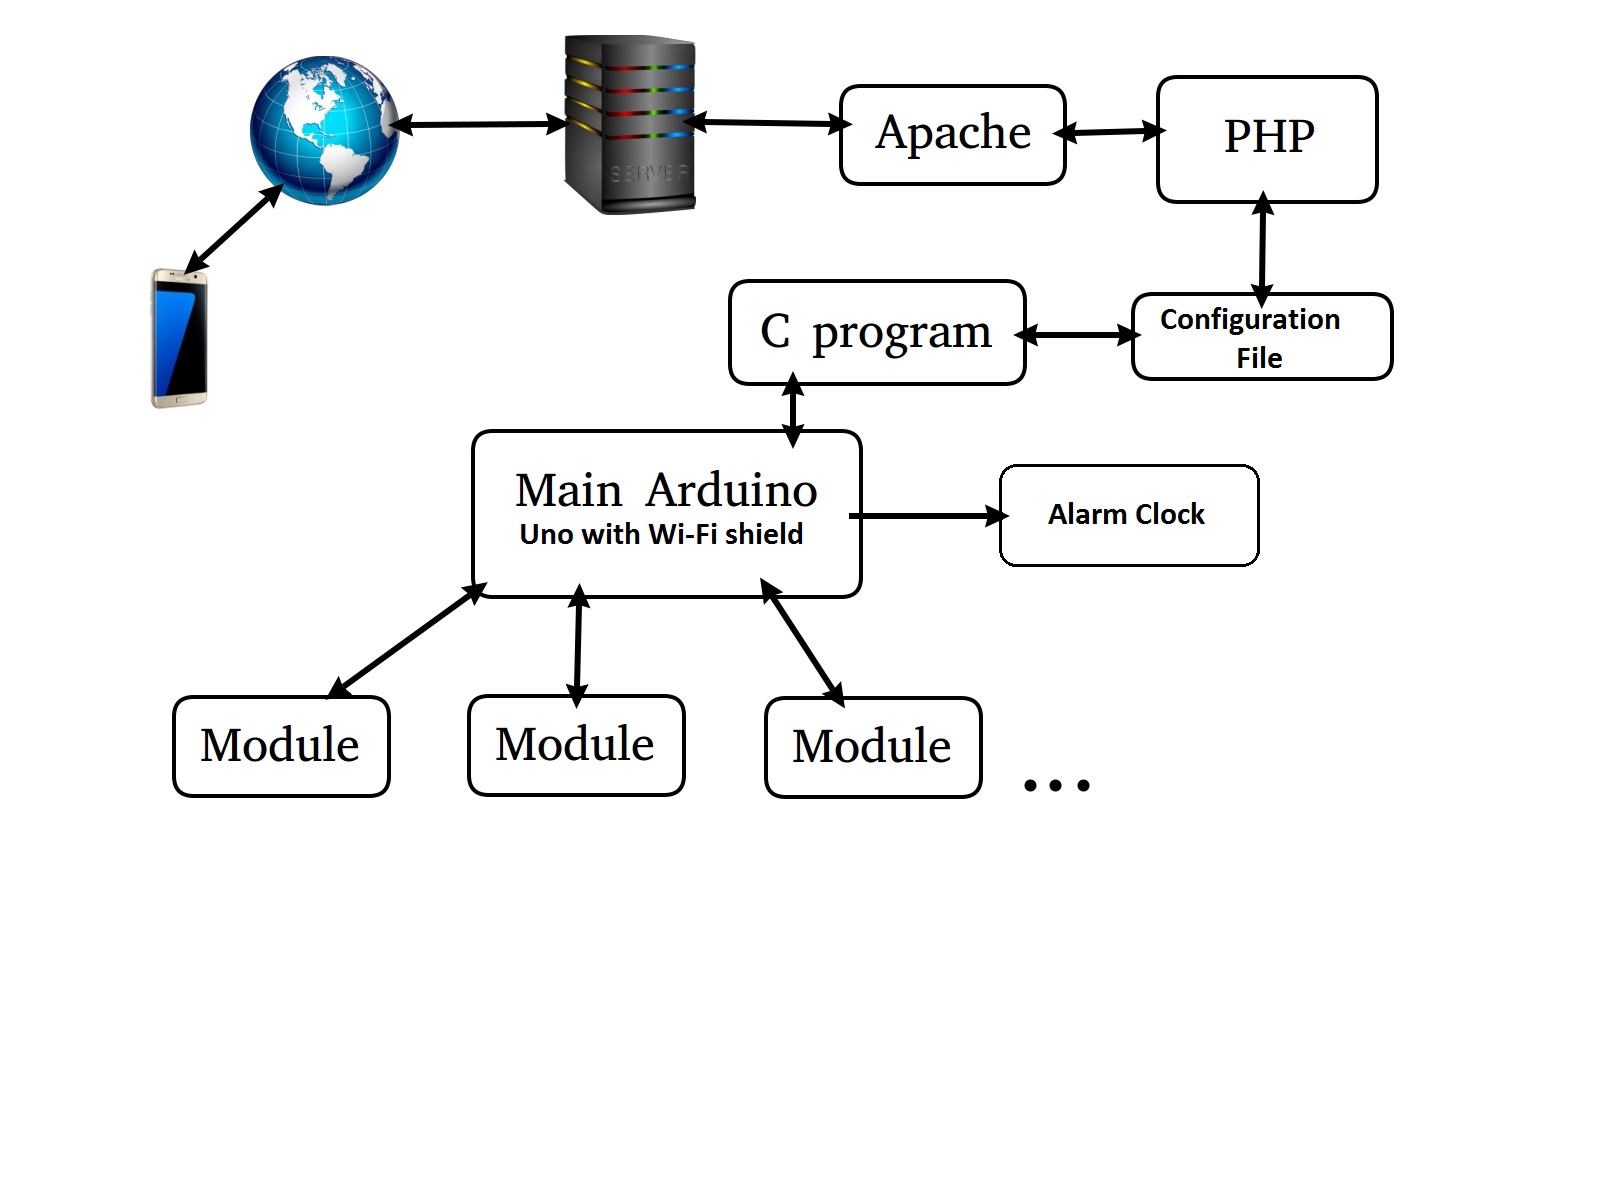 SERVER
Apache
PHP
C program
Configuration
File
Main Arduino
Uno with Wi-Fi shield
Alarm Clock
Module
Module
Module
...